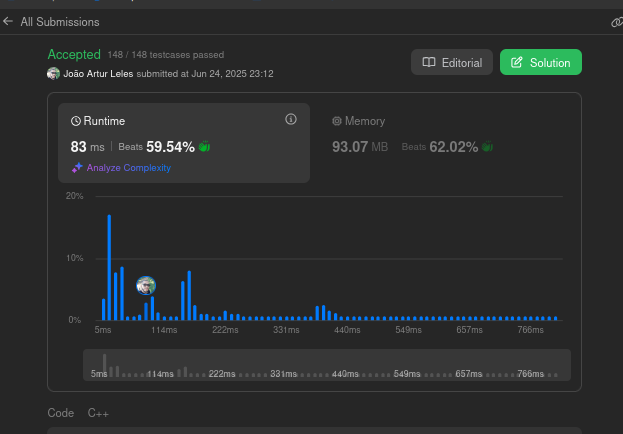 All Submissions
Accepted 148 / 148 testcases passed
João Artur Leles submitted at Jun 24, 2025 23:12
Editorial
Solution
Runtime
83 ms | Beats 59.54%
Analyze Complexity
Memory
93.07 MB Beats 62.02%
20%
10%
0%
5ms 114ms 222ms 331ms 440ms 549ms 657ms 766ms
5ms 114ms 222ms 331ms 440ms 549ms 657ms 766ms
Code C++